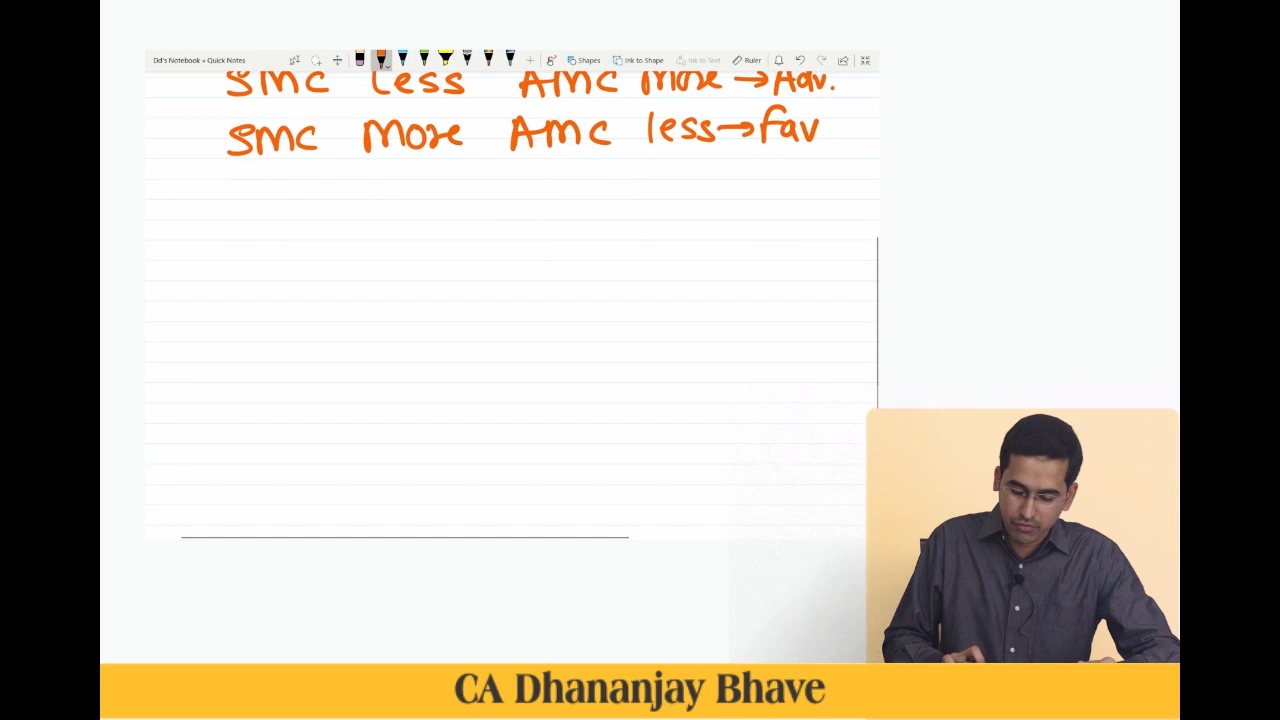 Dd's Notebook » Quick Notes
Shapes
Ink to Shape
Ink to Text
Ruler
SMC less AMC more → Adv.
SMC more AMC less → fav
CA Dhananjay Bhave